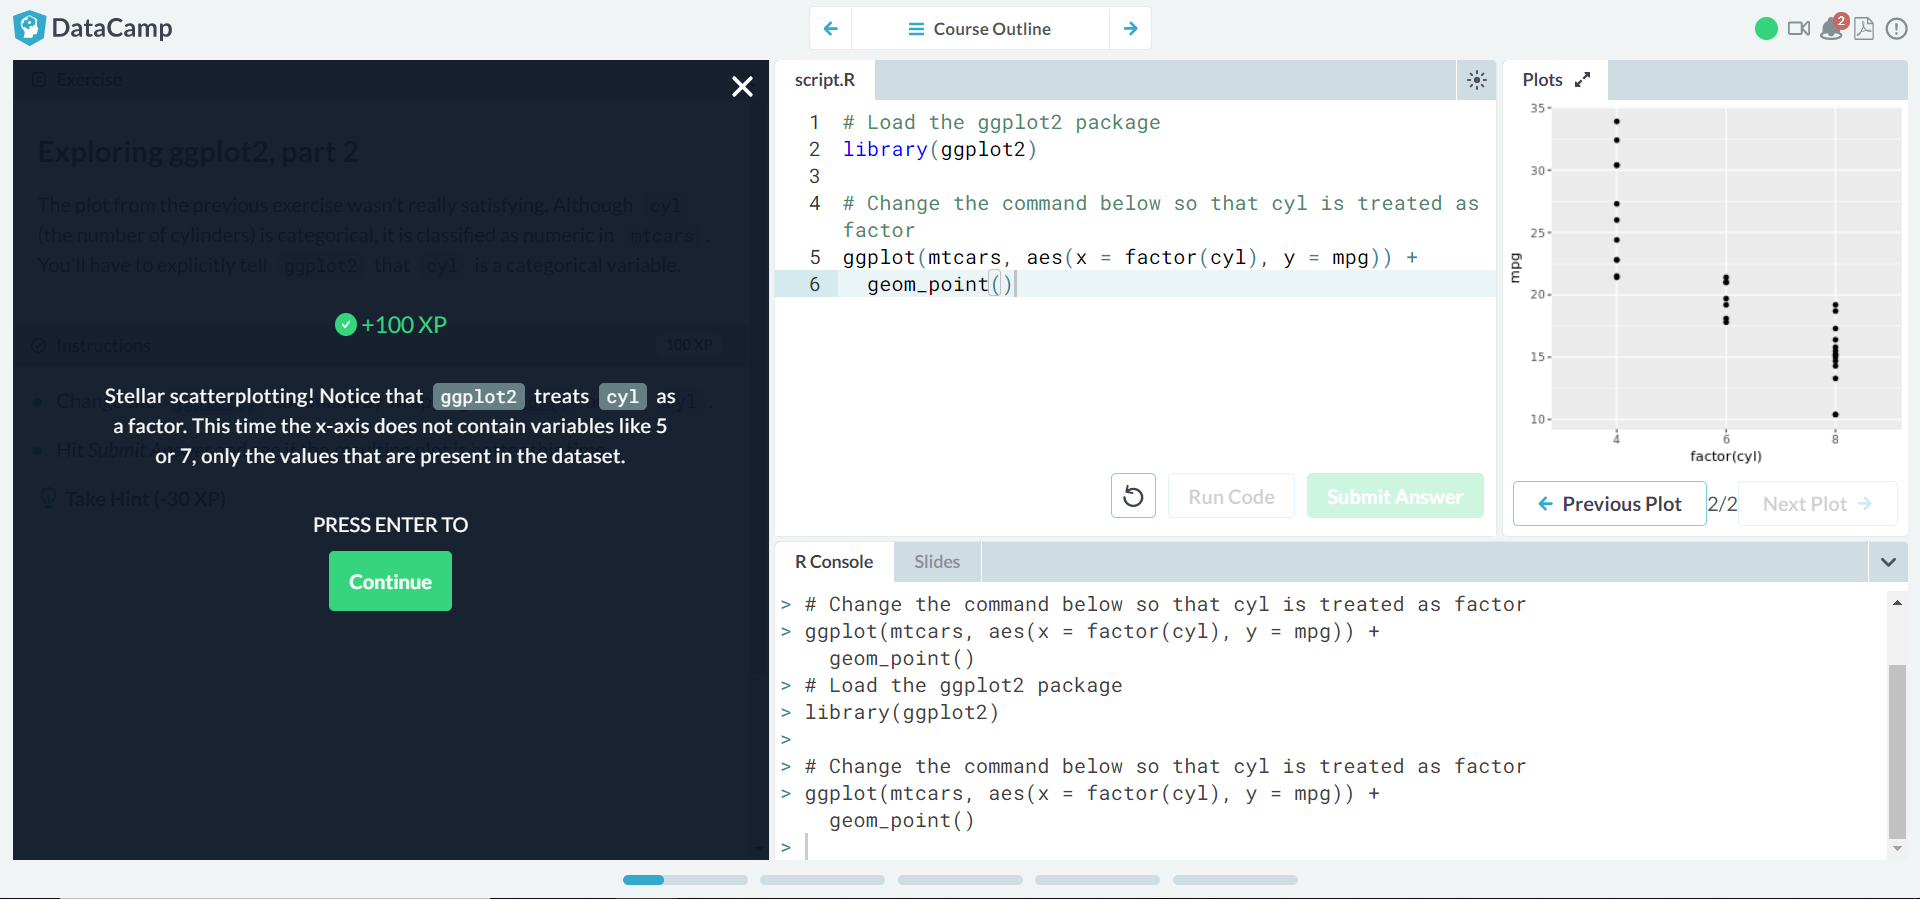 DataCamp
Course Outline
2
Exercise
Exploring ggplot2, part 2
The plot from the previous exercise wasn't really satisfying. Although cyl
(the number of cylinders) is categorical, it is classified as numeric in mtcars .
You'll have to explicitly tell ggplot2 that cyl is a categorical variable.
+100 XP
Instructions
100 XP
Stellar scatterplotting! Notice that ggplot2 treats cyl as
a factor. This time the x-axis does not contain variables like 5
or 7, only the values that are present in the dataset.
Hit Submit
Take Hint (-30 XP)
PRESS ENTER TO
Continue
script.R
1 # Load the ggplot2 package
2 library(ggplot2)
3
4 # Change the command below so that cyl is treated as
factor
5 ggplot(mtcars, aes(x = factor(cyl), y = mpg)) +
6 geom_point()
Run Code
Submit Answer
Plots
35
30
25
20
15
10
mpg
4 6 8
factor(cyl)
Previous Plot 2/2 Next Plot
R Console Slides
> # Change the command below so that cyl is treated as factor
> ggplot(mtcars, aes(x = factor(cyl), y = mpg)) +
geom_point()
> # Load the ggplot2 package
> library(ggplot2)
>
> # Change the command below so that cyl is treated as factor
> ggplot(mtcars, aes(x = factor(cyl), y = mpg)) +
geom_point()
>